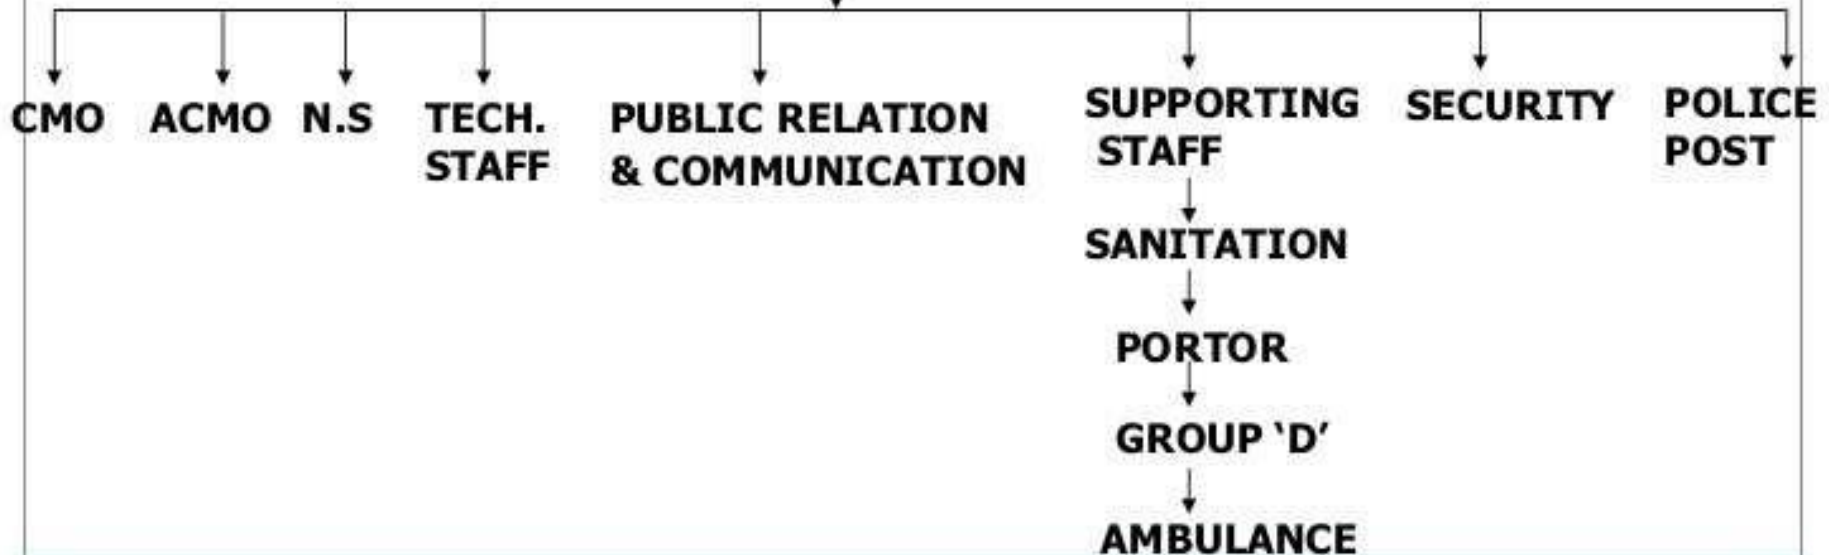 CMO
ACMO
N.S
TECH.
STAFF
PUBLIC RELATION
& COMMUNICATION
SUPPORTING
STAFF
SECURITY
POLICE
POST
SANITATION
PORTOR
GROUP ‘D’
AMBULANCE